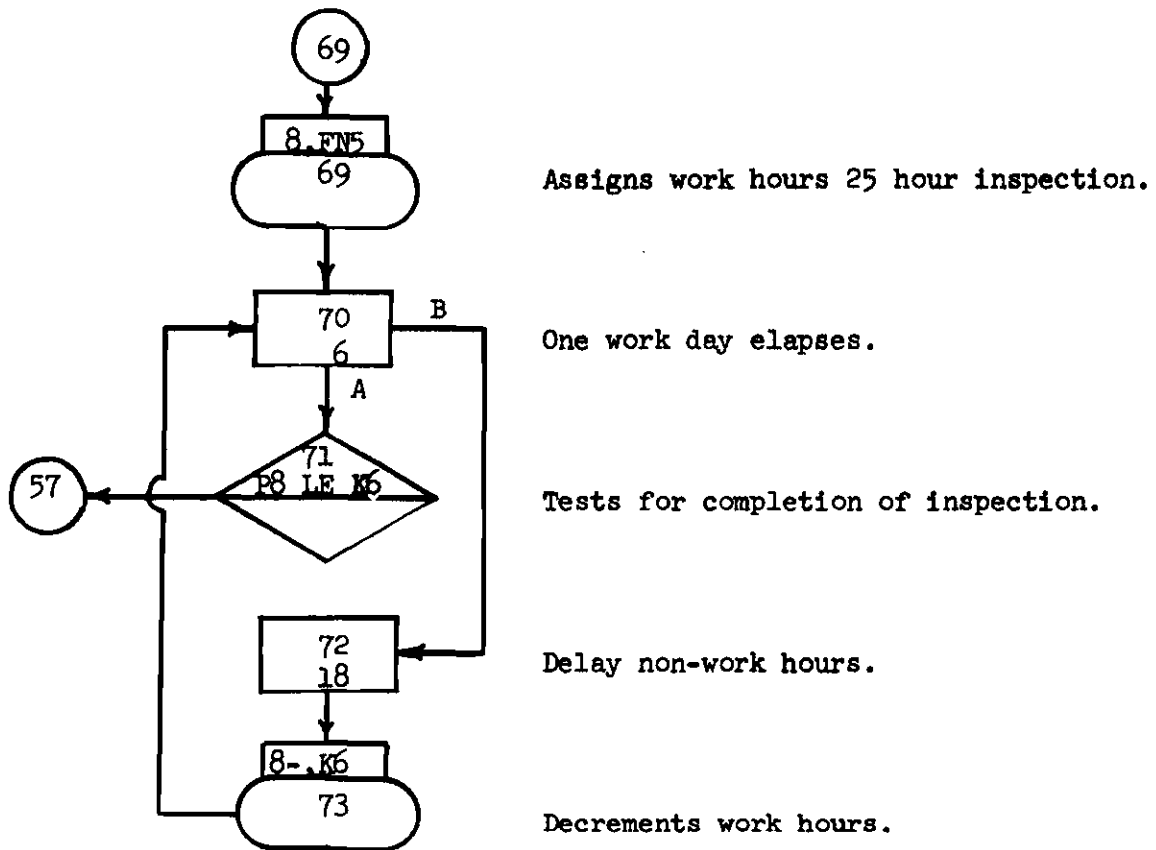 69
8,FN5
69
Assigns work hours 25 hour inspection.
70
B
6
One work day elapses.
A
71
P8 LE K6
57
Tests for completion of inspection.
72
18
Delay non-work hours.
8-,K6
73
Decrements work hours.